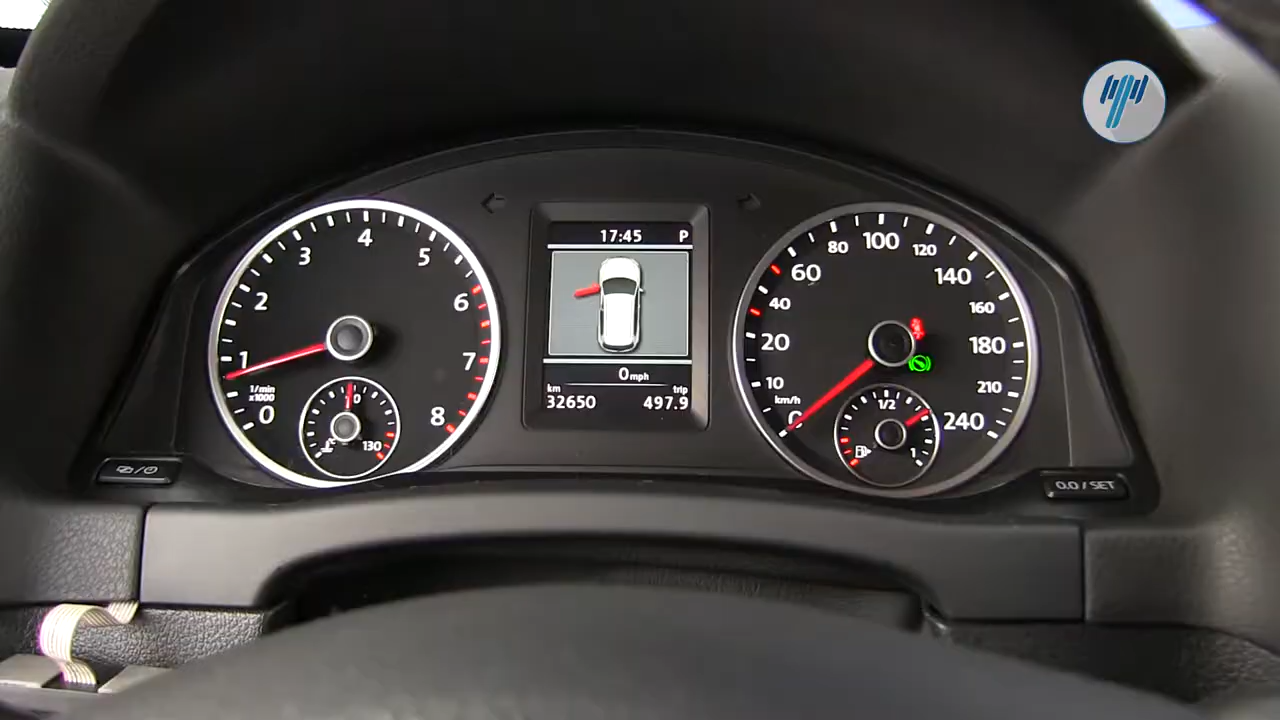 17:45 P
0 mph
km trip
32650 497.9
0 1 2 3 4 5 6 7 8
1/min
x1000
130
0 10 20 40 60 80 100 120 140 160 180 210 240
km/h
1/2
1
0.0 / SET